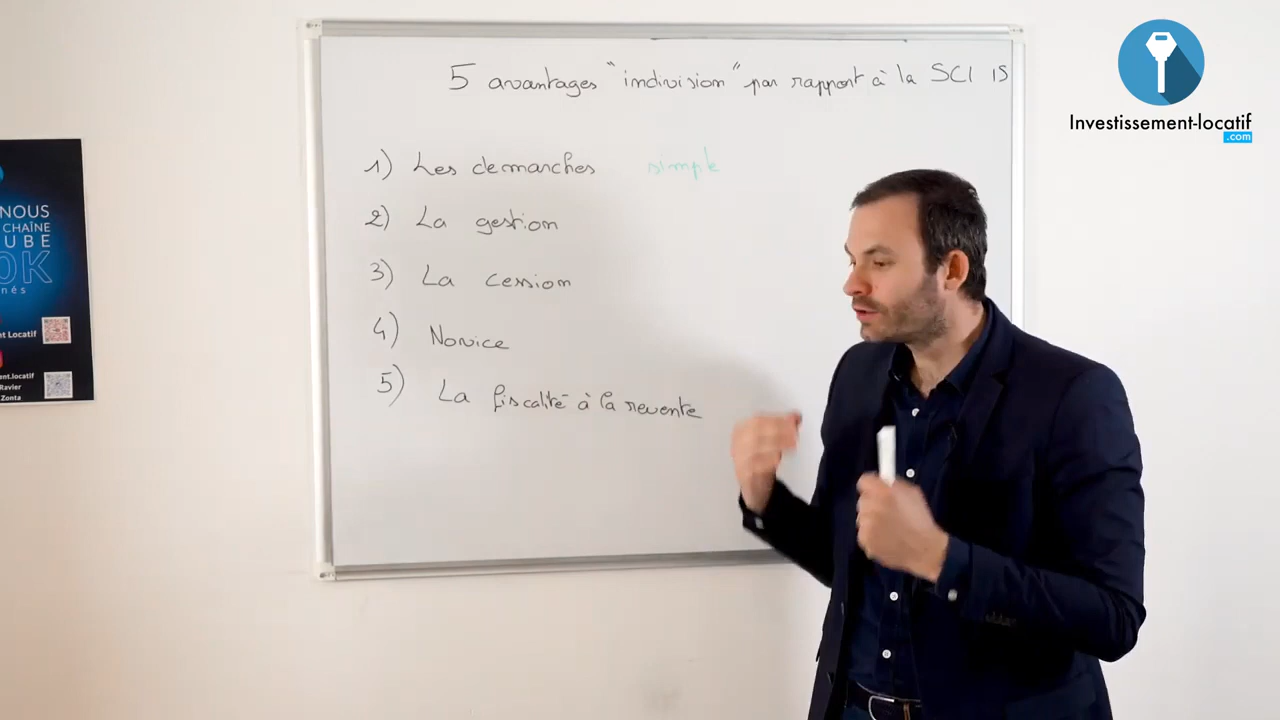 5 avantages "indivision" par rapport à la SCI IS
1) Les demarches simple
2) La gestion
3) La cession
4) Novice
5) La fiscalité à la revente
Investissement-locatif
.com
NOUS
CHAÎNE
UBE
0K
nés
nt Locatif
ent.locatif
Ravier
Zonta